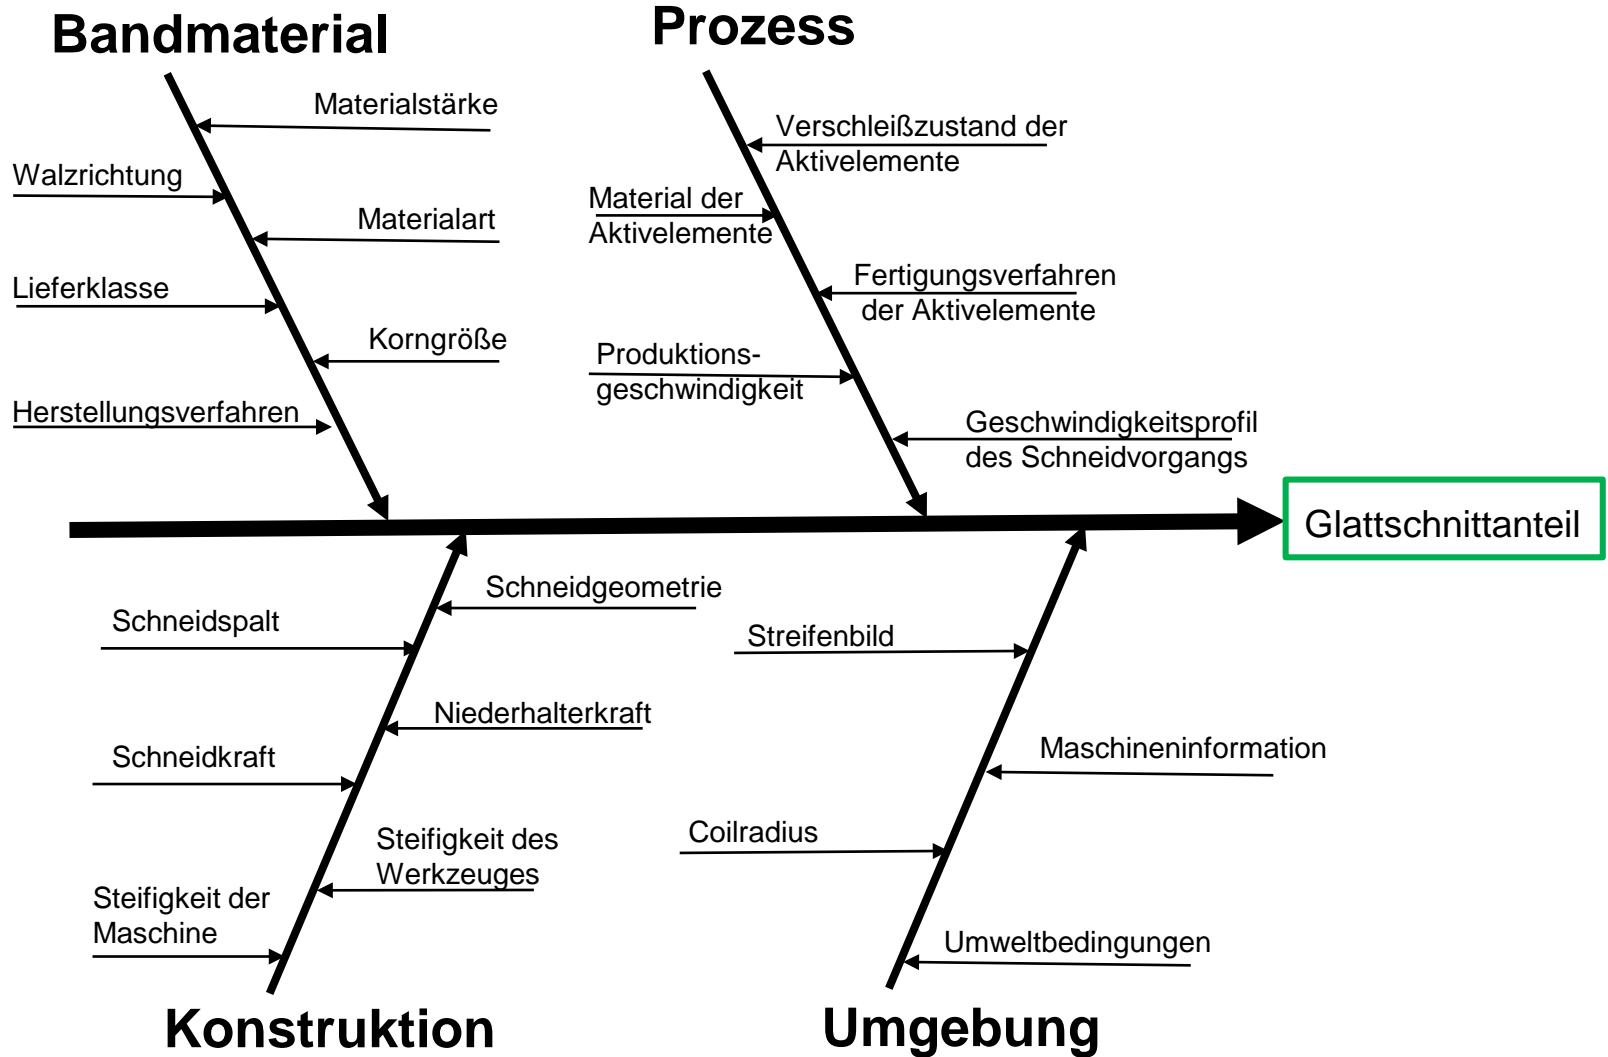 Bandmaterial
Materialstärke
Walzrichtung
Materialart
Lieferklasse
Korngröße
Herstellungsverfahren
Prozess
Verschleißzustand der
Aktivelemente
Material der
Aktivelemente
Fertigungsverfahren
der Aktivelemente
Produktions-
geschwindigkeit
Geschwindigkeitsprofil
des Schneidvorgangs
Glattschnittanteil
Schneidgeometrie
Schneidspalt
Niederhalterkraft
Schneidkraft
Steifigkeit des
Werkzeuges
Steifigkeit der
Maschine
Konstruktion
Streifenbild
Maschineninformation
Coilradius
Umweltbedingungen
Umgebung